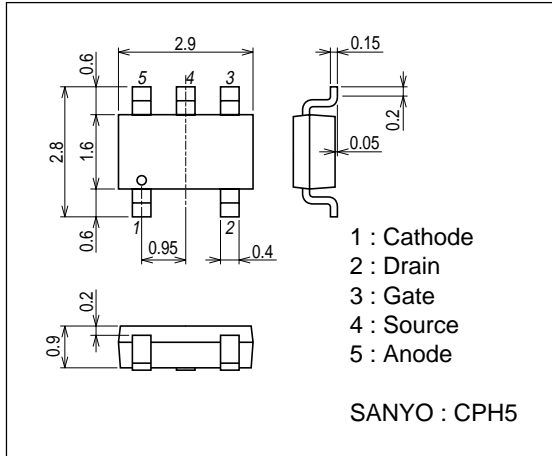 2.9
0.15
0.6
5
4
3
0.2
2.8
1.6
0.05
0.6
1
2
0.95
0.4
1 : Cathode
2 : Drain
3 : Gate
4 : Source
5 : Anode
0.2
0.9
SANYO : CPH5